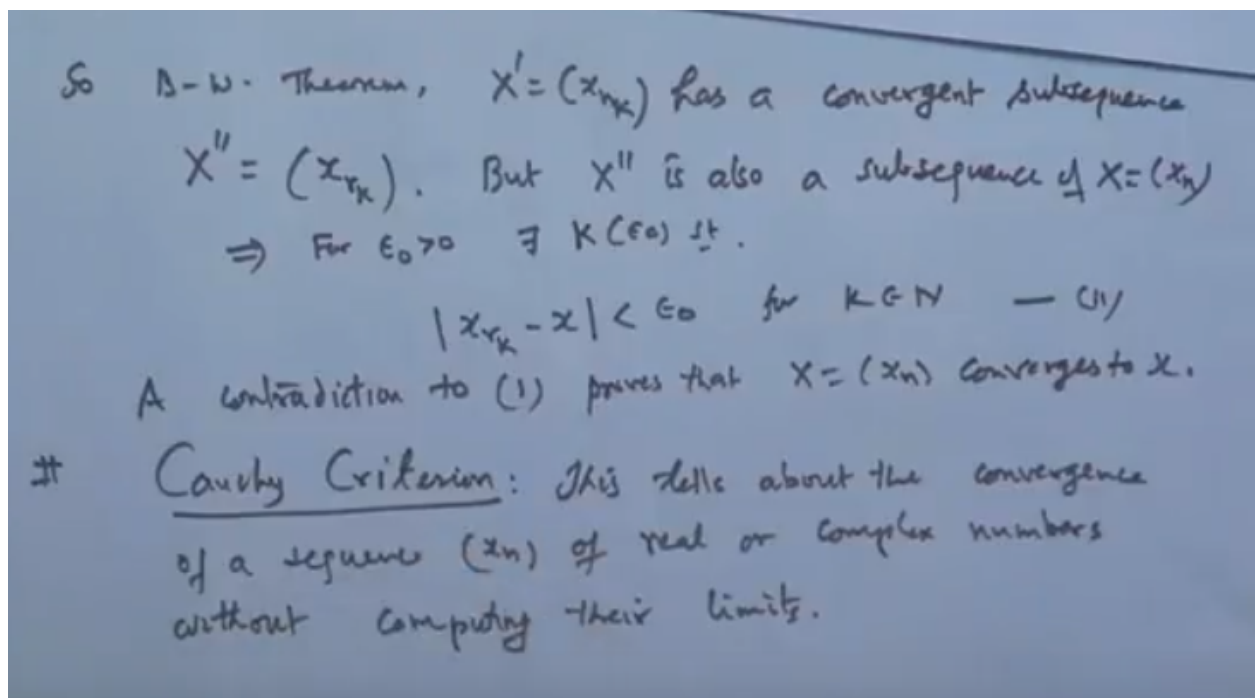 So B-W. Theorem, X' = (x_{n_k}) has a convergent subsequence
X'' = (x_{r_k}). But X'' is also a subsequence of X = (x_n)
⇒ For ε₀ > 0 ∃ K(ε₀) st.
|x_{r_k} - x| < ε₀ for K ∈ N — (11)
A contradiction to (1) proves that X = (x_n) converges to x.
# Cauchy Criterion: This tells about the convergence
of a sequence (x_n) of real or complex numbers
without computing their limits.